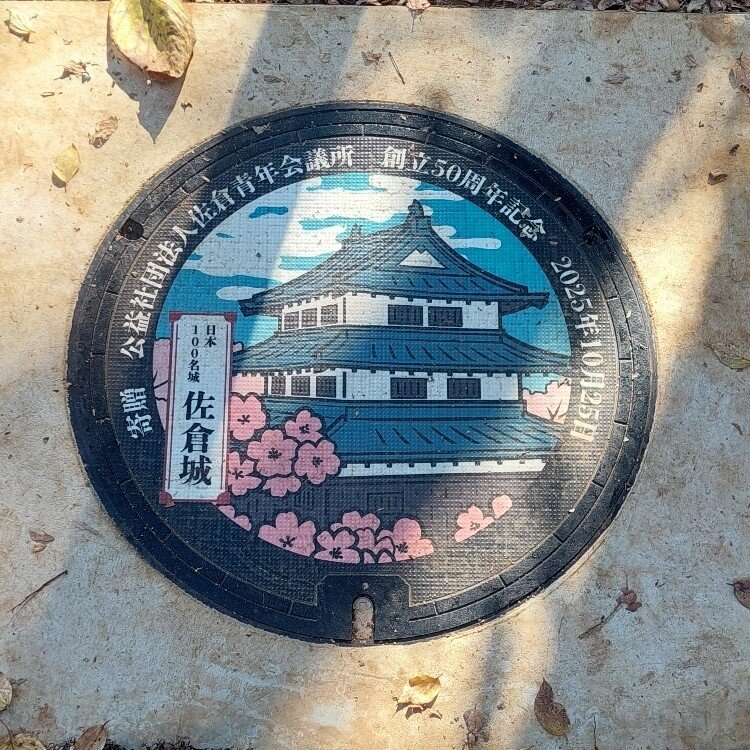 寄贈 公益社団法人佐倉青年会議所 創立50周年記念 2025年10月25日
日本
100名城
佐倉城